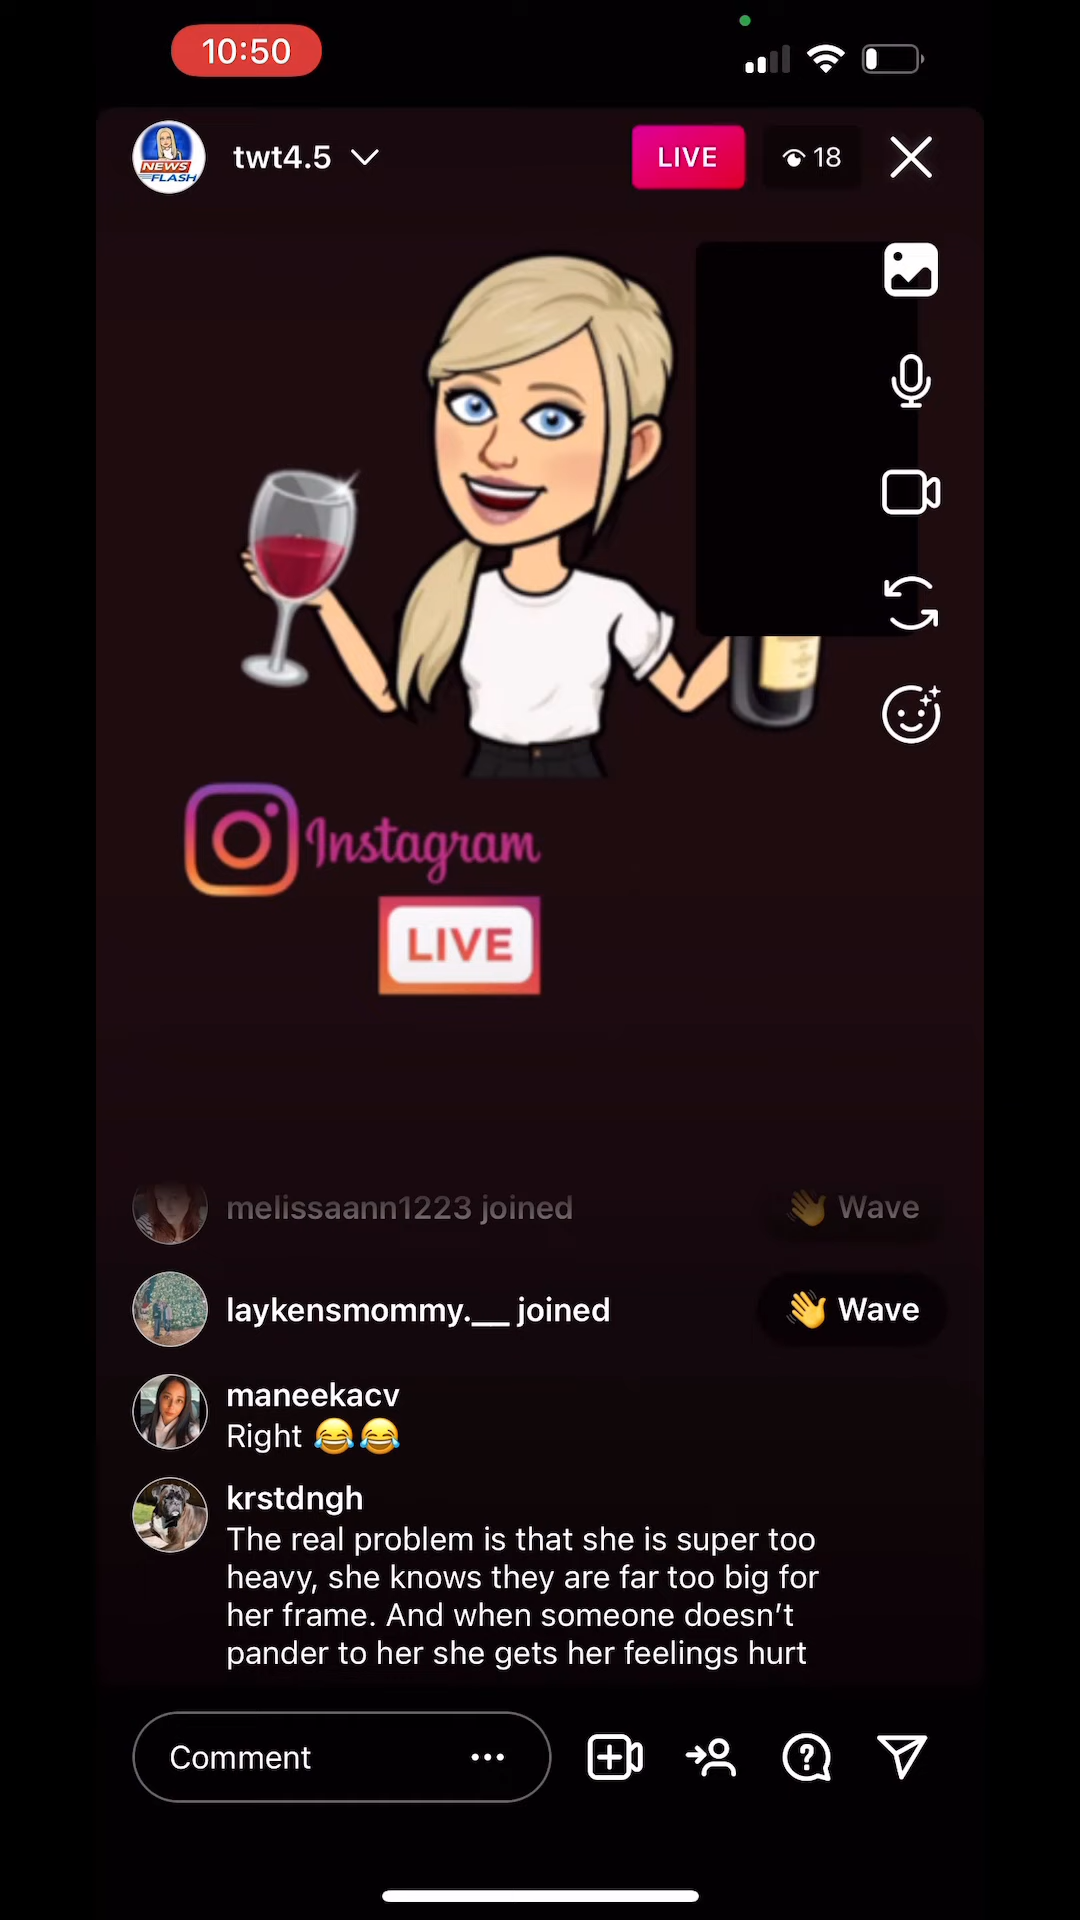 10:50
NEWS
FLASH
twt4.5
LIVE
18
Instagram
LIVE
melissaann1223 joined
👋 Wave
laykensmommy.__ joined
👋 Wave
maneekacv
Right 😂😂
krstdngh
The real problem is that she is super too
heavy, she knows they are far too big for
her frame. And when someone doesn’t
pander to her she gets her feelings hurt
Comment